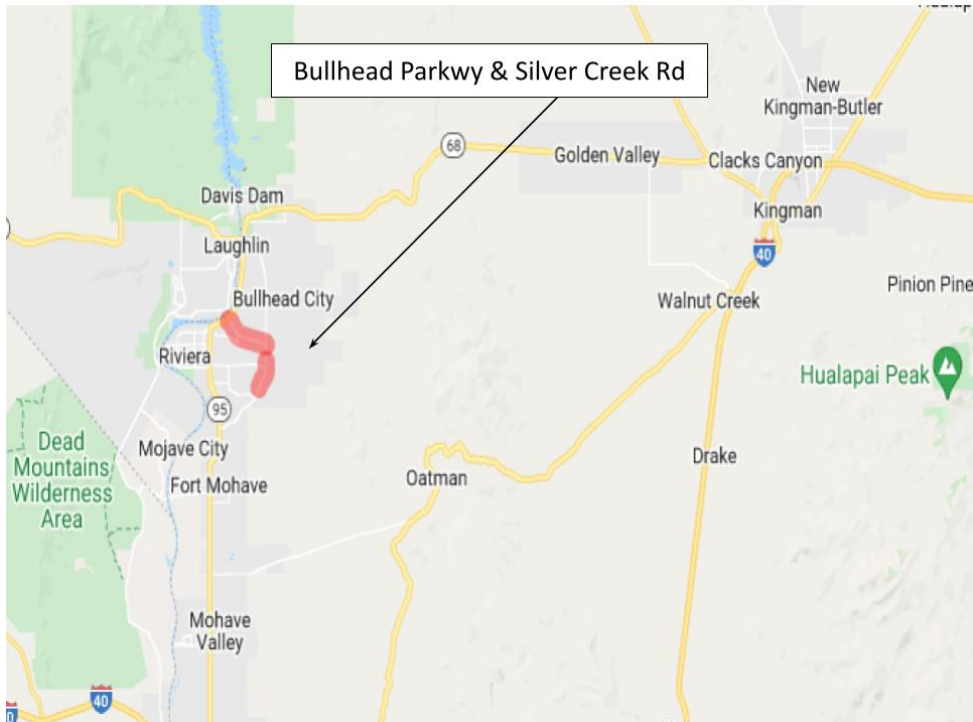 Bullhead Parkwy & Silver Creek Rd
New
Kingman-Butler
68
Golden Valley
Clacks Canyon
Davis Dam
Kingman
Laughlin
40
Bullhead City
Walnut Creek
Pinion Pine
Riviera
Hualapai Peak
95
Dead
Mountains
Wilderness
Area
Mojave City
Drake
Oatman
Fort Mohave
Mohave
Valley
40